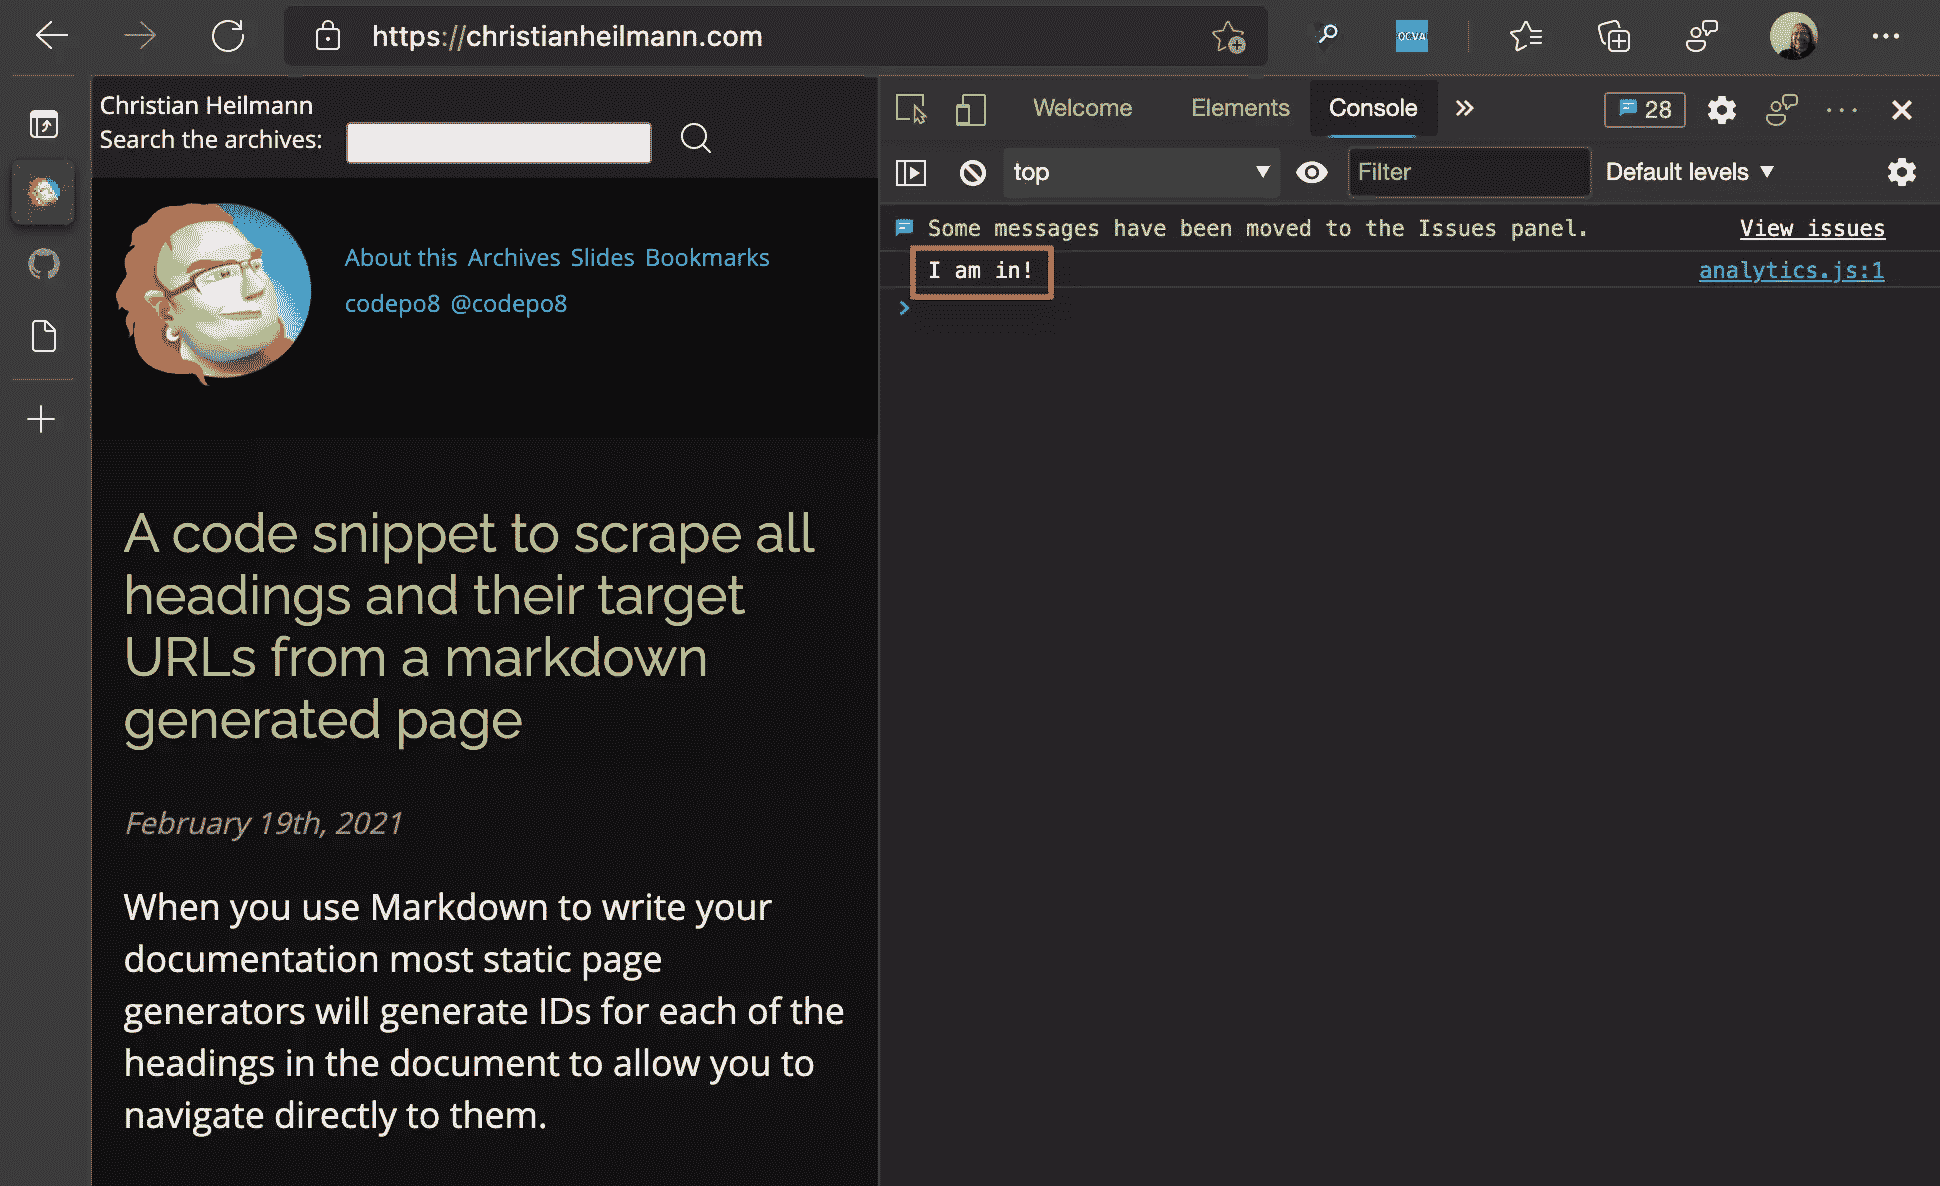 https://christianheilmann.com
OCVA
Christian Heilmann
Search the archives:
About this Archives Slides Bookmarks
codepo8 @codepo8
A code snippet to scrape all
headings and their target
URLs from a markdown
generated page
February 19th, 2021
When you use Markdown to write your
documentation most static page
generators will generate IDs for each of the
headings in the document to allow you to
navigate directly to them.
Welcome Elements Console 28
top Filter Default levels
Some messages have been moved to the Issues panel. View issues
I am in! analytics.js:1